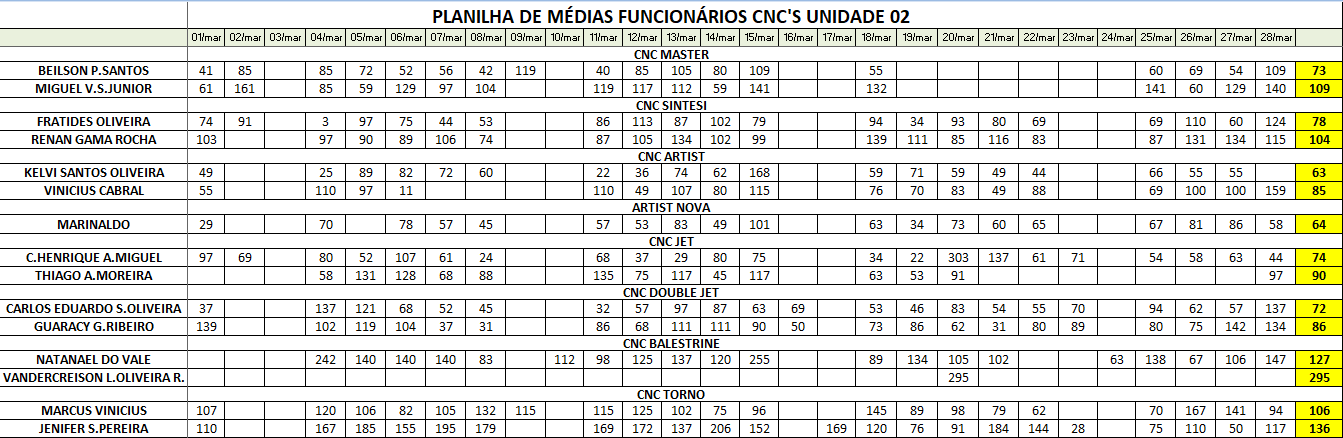 PLANILHA DE MÉDIAS FUNCIONÁRIOS CNC'S UNIDADE 02
01/mar 02/mar 03/mar 04/mar 05/mar 06/mar 07/mar 08/mar 09/mar 10/mar 11/mar 12/mar 13/mar 14/mar 15/mar 16/mar 17/mar 18/mar 19/mar 20/mar 21/mar 22/mar 23/mar 24/mar 25/mar 26/mar 27/mar 28/mar
CNC MASTER
BEILSON P.SANTOS 41 85 85 72 52 56 42 119 40 85 105 80 109 55 60 69 54 109 73
MIGUEL V.S.JUNIOR 61 161 85 59 129 97 104 119 117 112 59 141 132 141 60 129 140 109
CNC SINTESI
FRATIDES OLIVEIRA 74 91 3 97 75 44 53 86 113 87 102 79 94 34 93 80 69 69 110 60 124 78
RENAN GAMA ROCHA 103 97 90 89 106 74 87 105 134 102 99 139 111 85 116 83 87 131 134 115 104
CNC ARTIST
KELVI SANTOS OLIVEIRA 49 25 89 82 72 60 22 36 74 62 168 59 71 59 49 44 66 55 55 63
VINICIUS CABRAL 55 110 97 11 110 49 107 80 115 76 70 83 49 88 69 100 100 159 85
ARTIST NOVA
MARINALDO 29 70 78 57 45 57 53 83 49 101 63 34 73 60 65 67 81 86 58 64
CNC JET
C.HENRIQUE A.MIGUEL 97 69 80 52 107 61 24 68 37 29 80 75 34 22 303 137 61 71 54 58 63 44 74
THIAGO A.MOREIRA 58 131 128 68 88 135 75 117 45 117 63 53 91 97 90
CNC DOUBLE JET
CARLOS EDUARDO S.OLIVEIRA 37 137 121 68 52 45 32 57 97 87 63 69 53 46 83 54 55 70 94 62 57 137 72
GUARACY G.RIBEIRO 139 102 119 104 37 31 86 68 111 111 90 50 73 86 62 31 80 89 80 75 142 134 86
CNC BALESTRINE
NATANAEL DO VALE 242 140 140 140 83 112 98 125 137 120 255 89 134 105 102 63 138 67 106 147 127
VANDERCREISON L.OLIVEIRA R. 295 295
CNC TORNO
MARCUS VINICIUS 107 120 106 82 105 132 115 115 125 102 75 96 145 89 98 79 62 70 167 141 94 106
JENIFER S.PEREIRA 110 167 185 155 195 179 169 172 137 206 152 169 120 76 91 184 144 28 75 110 50 117 136